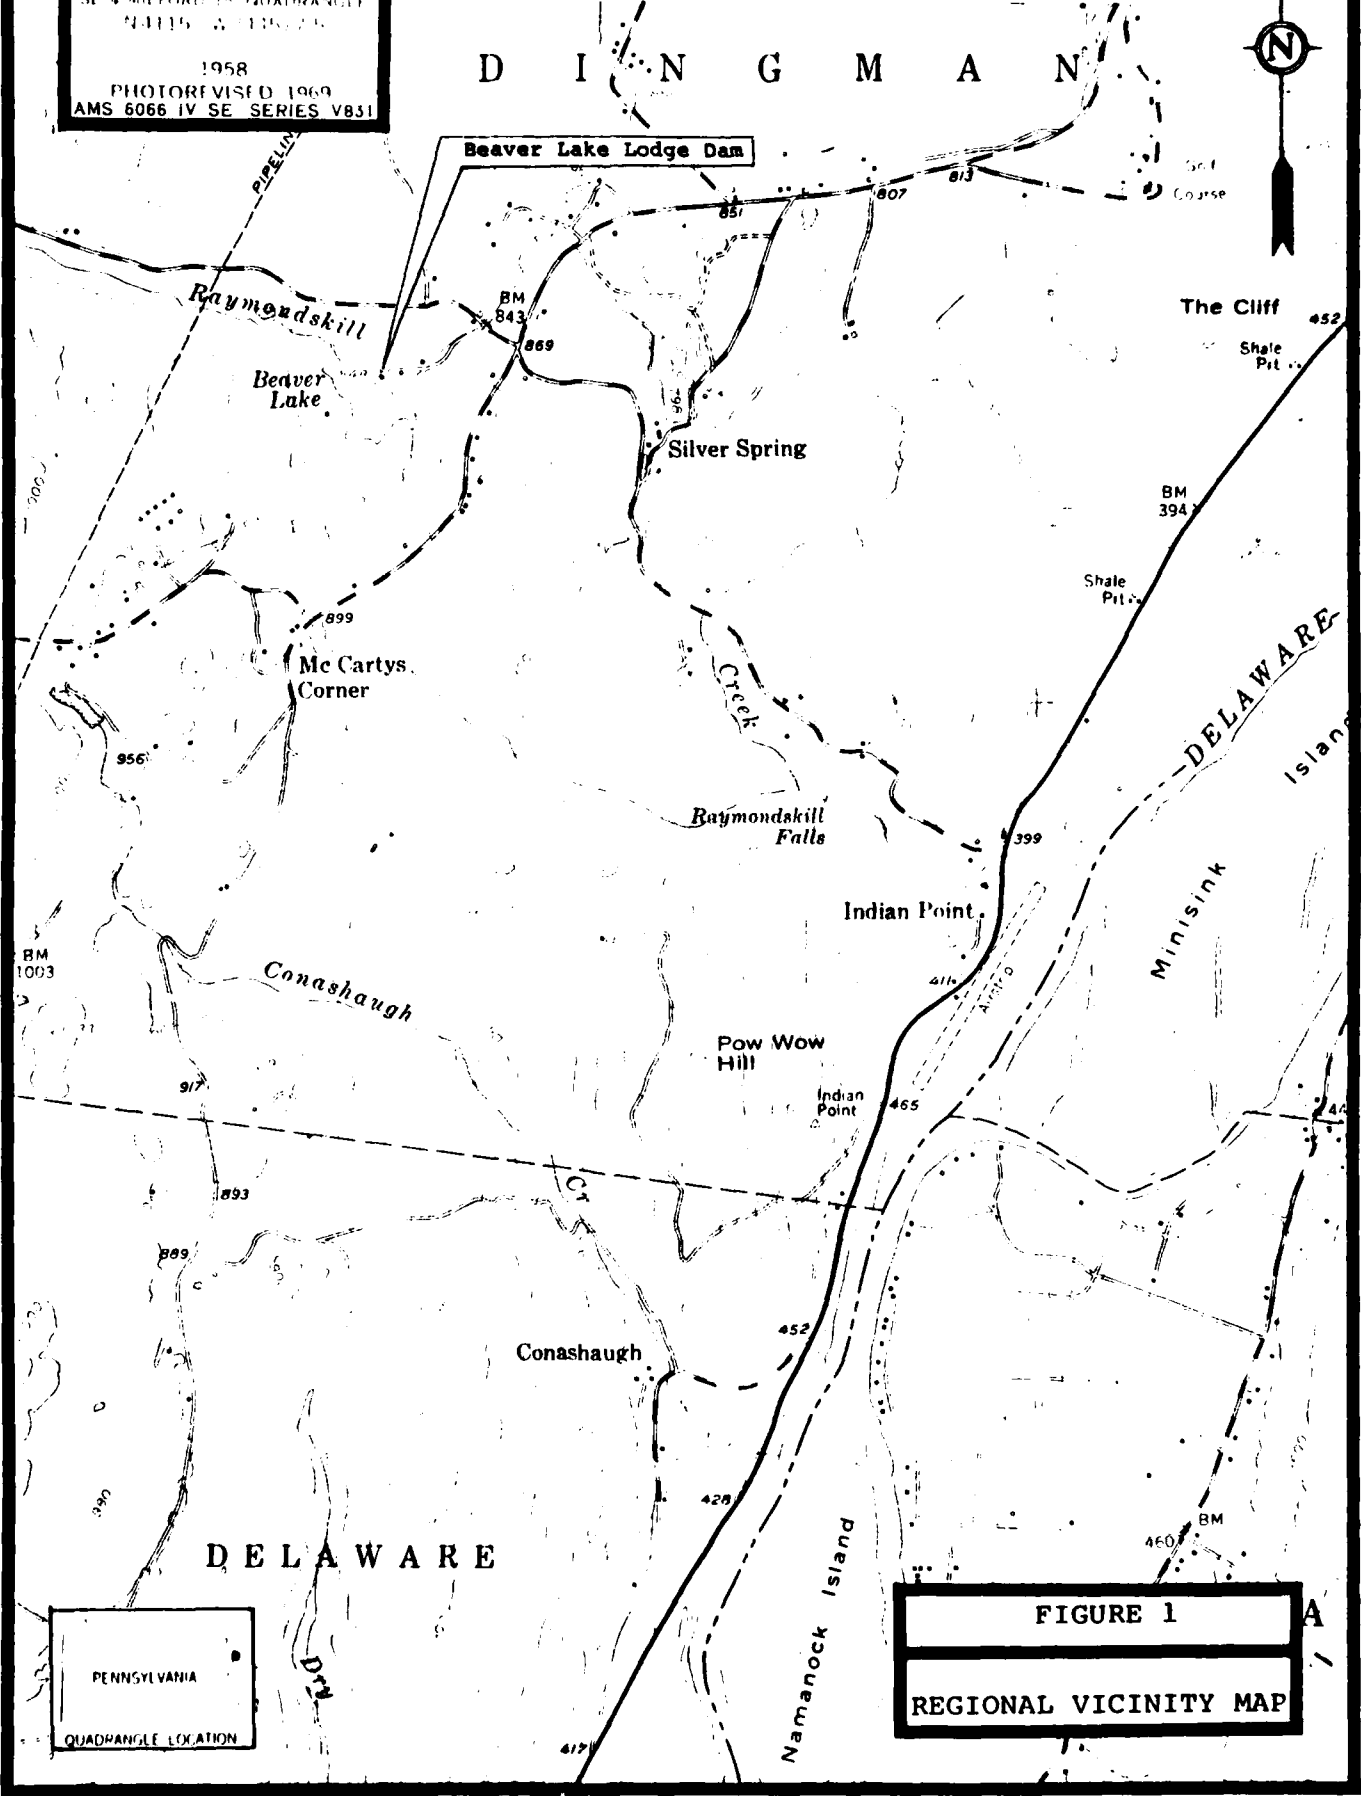 1958
PHOTOREVISED 1969
AMS 6066 IV SE SERIES V831
D I N G M A N
N
PIPELINE
Beaver Lake Lodge Dam
851
807
813
Golf
Course
Raymondskill
BM
843
869
The Cliff
452
Shale
Pit
Beaver
Lake
Silver Spring
BM
394
Shale
Pit
899
Mc Cartys
Corner
Creek
DELAWARE
956
Raymondskill
Falls
399
Minisink
Island
Indian Point
BM
1003
Conashaugh
411
Airstrip
Pow Wow
Hill
917
Indian
Point
465
44
Cr
893
889
452
Conashaugh
428
BM
460
DELAWARE
Namanock Island
FIGURE 1
A
REGIONAL VICINITY MAP
PENNSYLVANIA
QUADRANGLE LOCATION
Dry
417